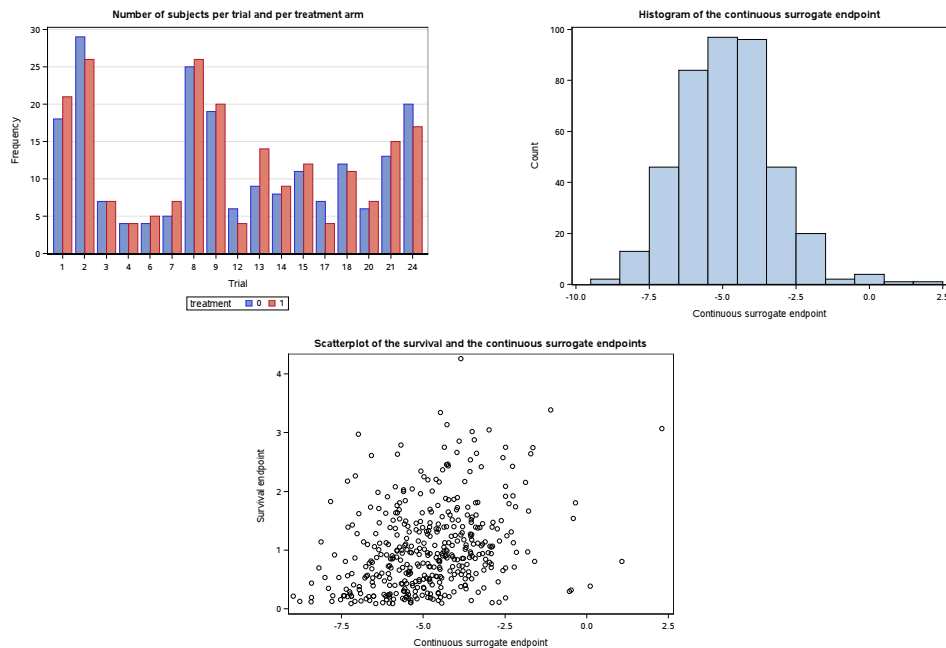 Number of subjects per trial and per treatment arm
30
25
20
15
10
5
0
Frequency
1 2 3 4 6 7 8 9 12 13 14 15 17 18 20 21 24
Trial
treatment 0 1
Histogram of the continuous surrogate endpoint
100
80
60
40
20
0
Count
-10.0 -7.5 -5.0 -2.5 0.0 2.5
Continuous surrogate endpoint
Scatterplot of the survival and the continuous surrogate endpoints
4
3
2
1
0
Survival endpoint
-7.5 -5.0 -2.5 0.0 2.5
Continuous surrogate endpoint